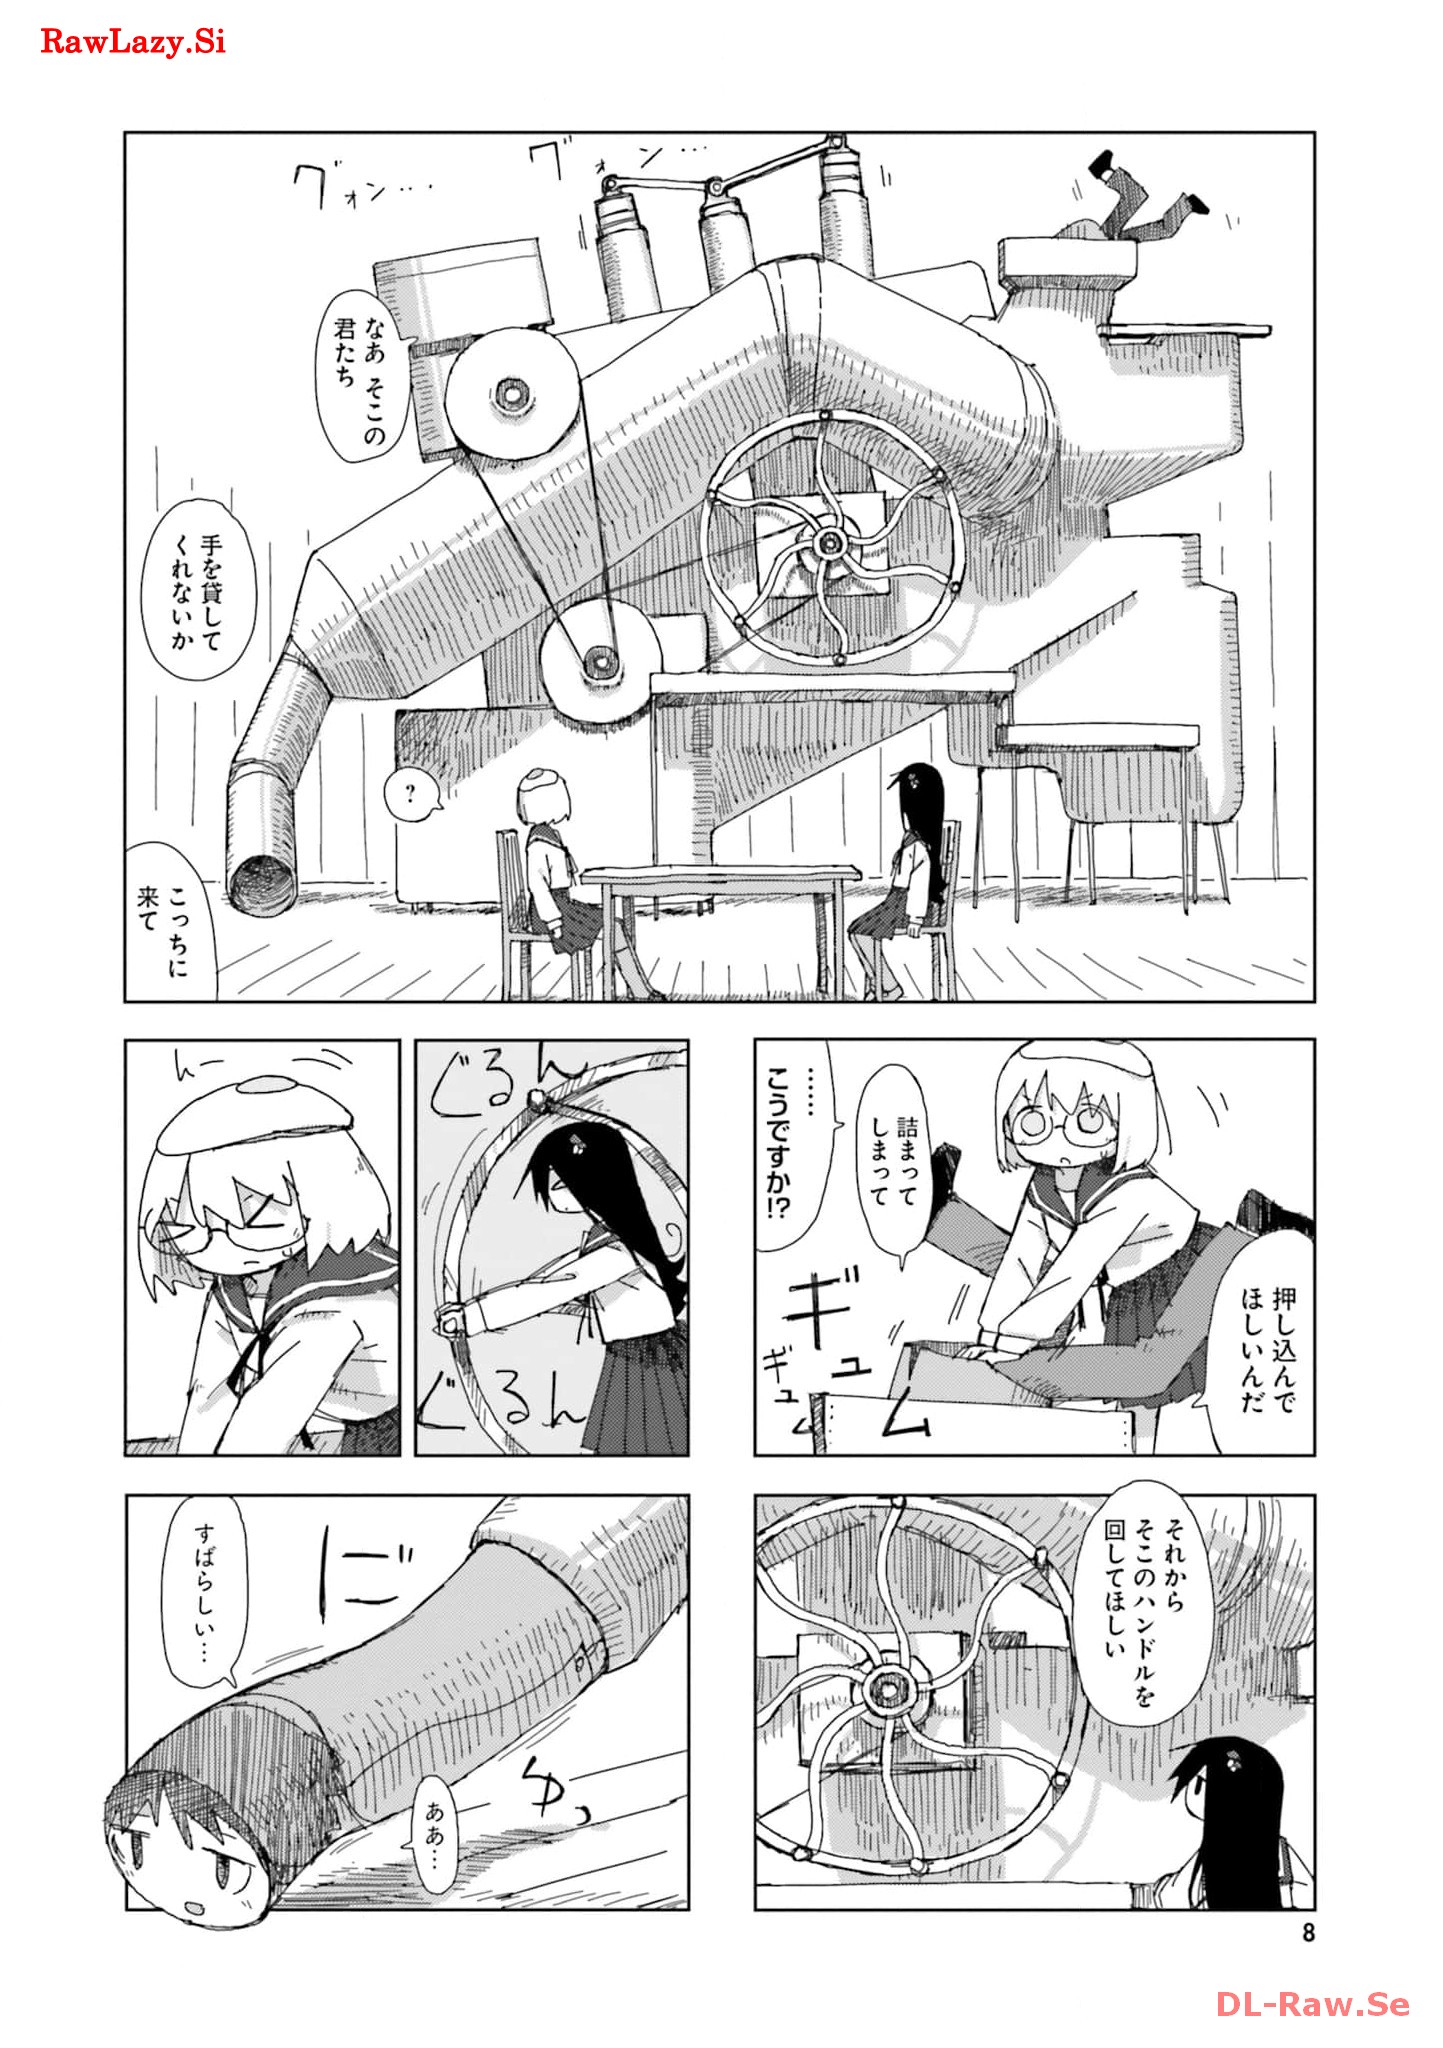 RawLazy.Si
グォン…
グォン…
なあ そこの
君たち
手を貸して
くれないか
?
こっちに
来て
押し込んで
ほしいんだ
詰まって
しまって
……
こうですか!?
ギュム
ギュム
それから
そこのハンドルを
回してほしい
ぐるん
ぐるん
んー
にゅっ
すばらしい…
ああ…
8
DL-Raw.Se